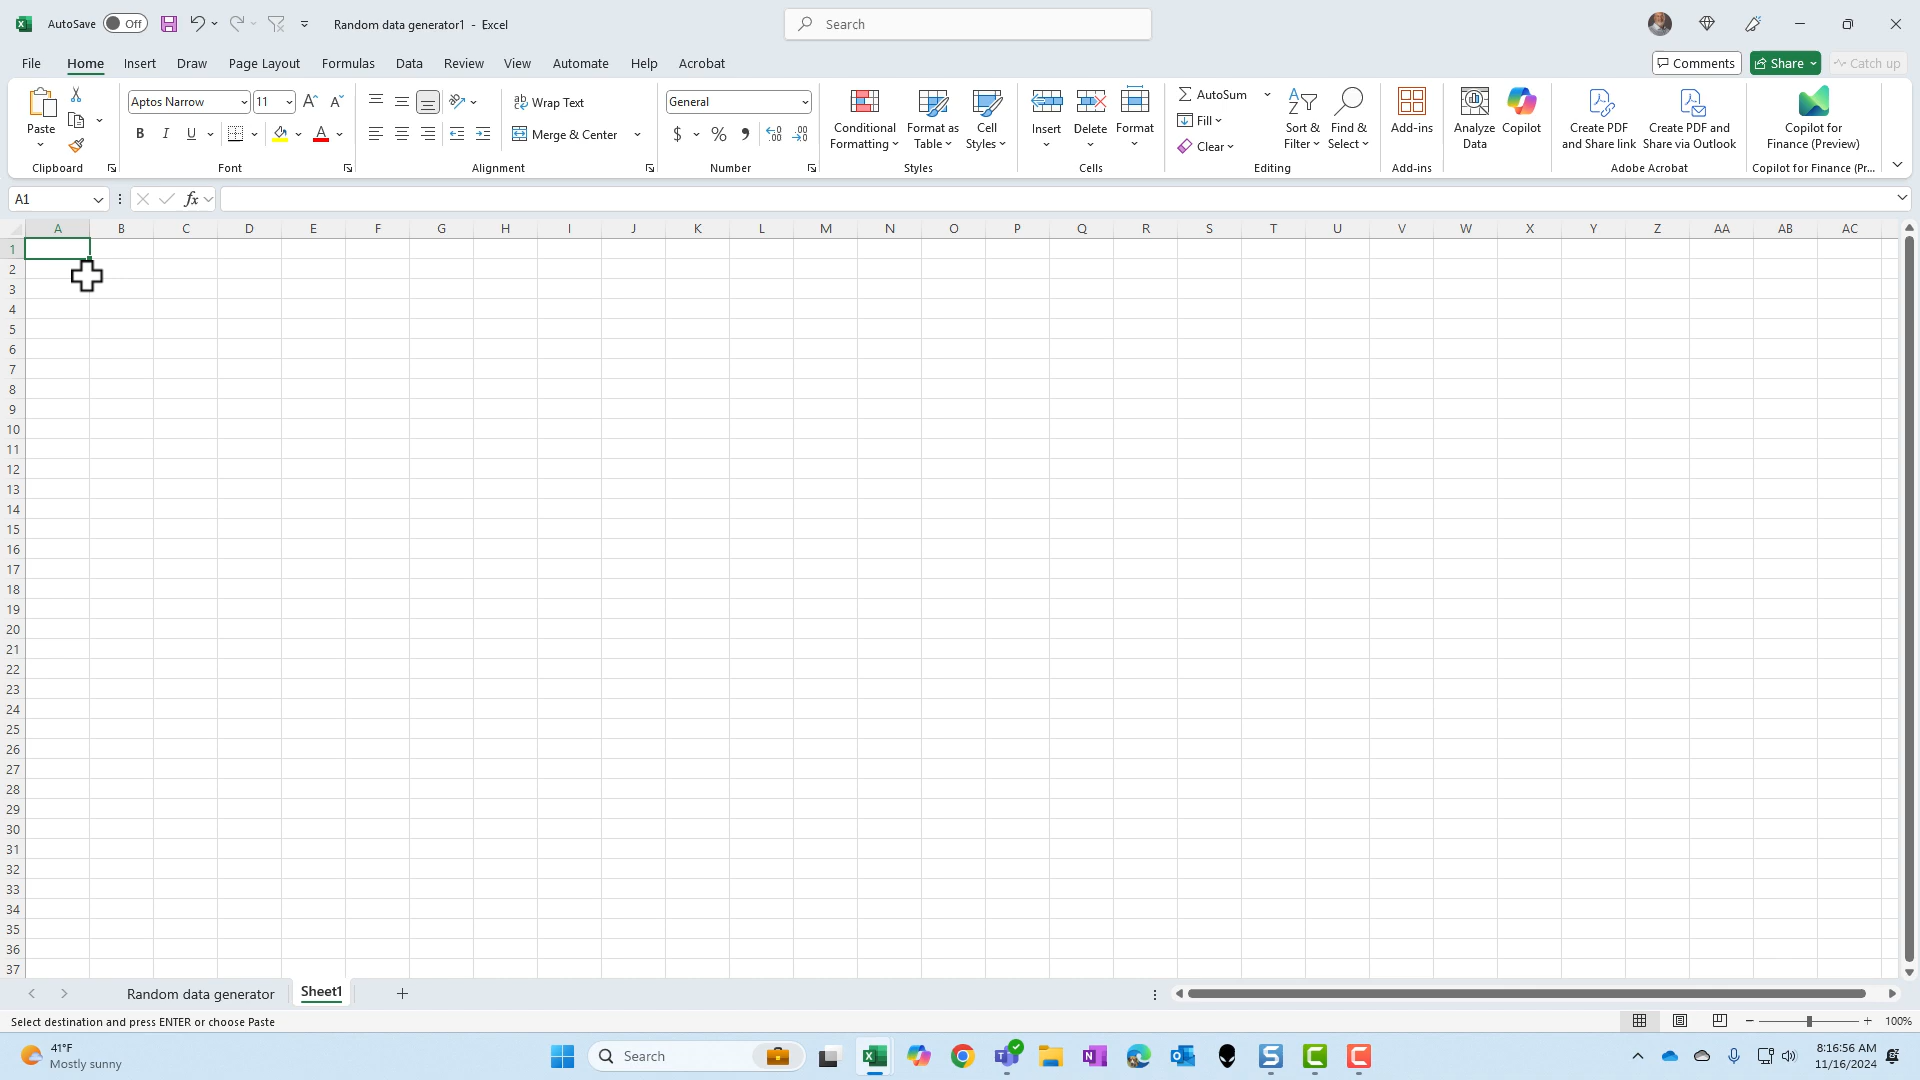 AutoSave Off Random data generator1 - Excel Search
File Home Insert Draw Page Layout Formulas Data Review View Automate Help Acrobat Comments Share Catch up
Paste
Clipboard
Aptos Narrow 11
B I U A
Font
Wrap Text
Merge & Center
Alignment
General
$ % ,
Number
Conditional Formatting
Format as Table
Cell Styles
Styles
Insert Delete Format
Cells
AutoSum
Fill
Clear
Sort & Filter
Find & Select
Editing
Add-ins
Add-ins
Analyze Data
Copilot
Create PDF and Share link
Create PDF and Share via Outlook
Adobe Acrobat
Copilot for Finance (Preview)
Copilot for Finance (Pr...
A1 fx
A B C D E F G H I J K L M N O P Q R S T U V W X Y Z AA AB AC
1
2
3
4
5
6
7
8
9
10
11
12
13
14
15
16
17
18
19
20
21
22
23
24
25
26
27
28
29
30
31
32
33
34
35
36
37
Random data generator Sheet1
Select destination and press ENTER or choose Paste 100%
41°F
Mostly sunny
Search
8:16:56 AM
11/16/2024